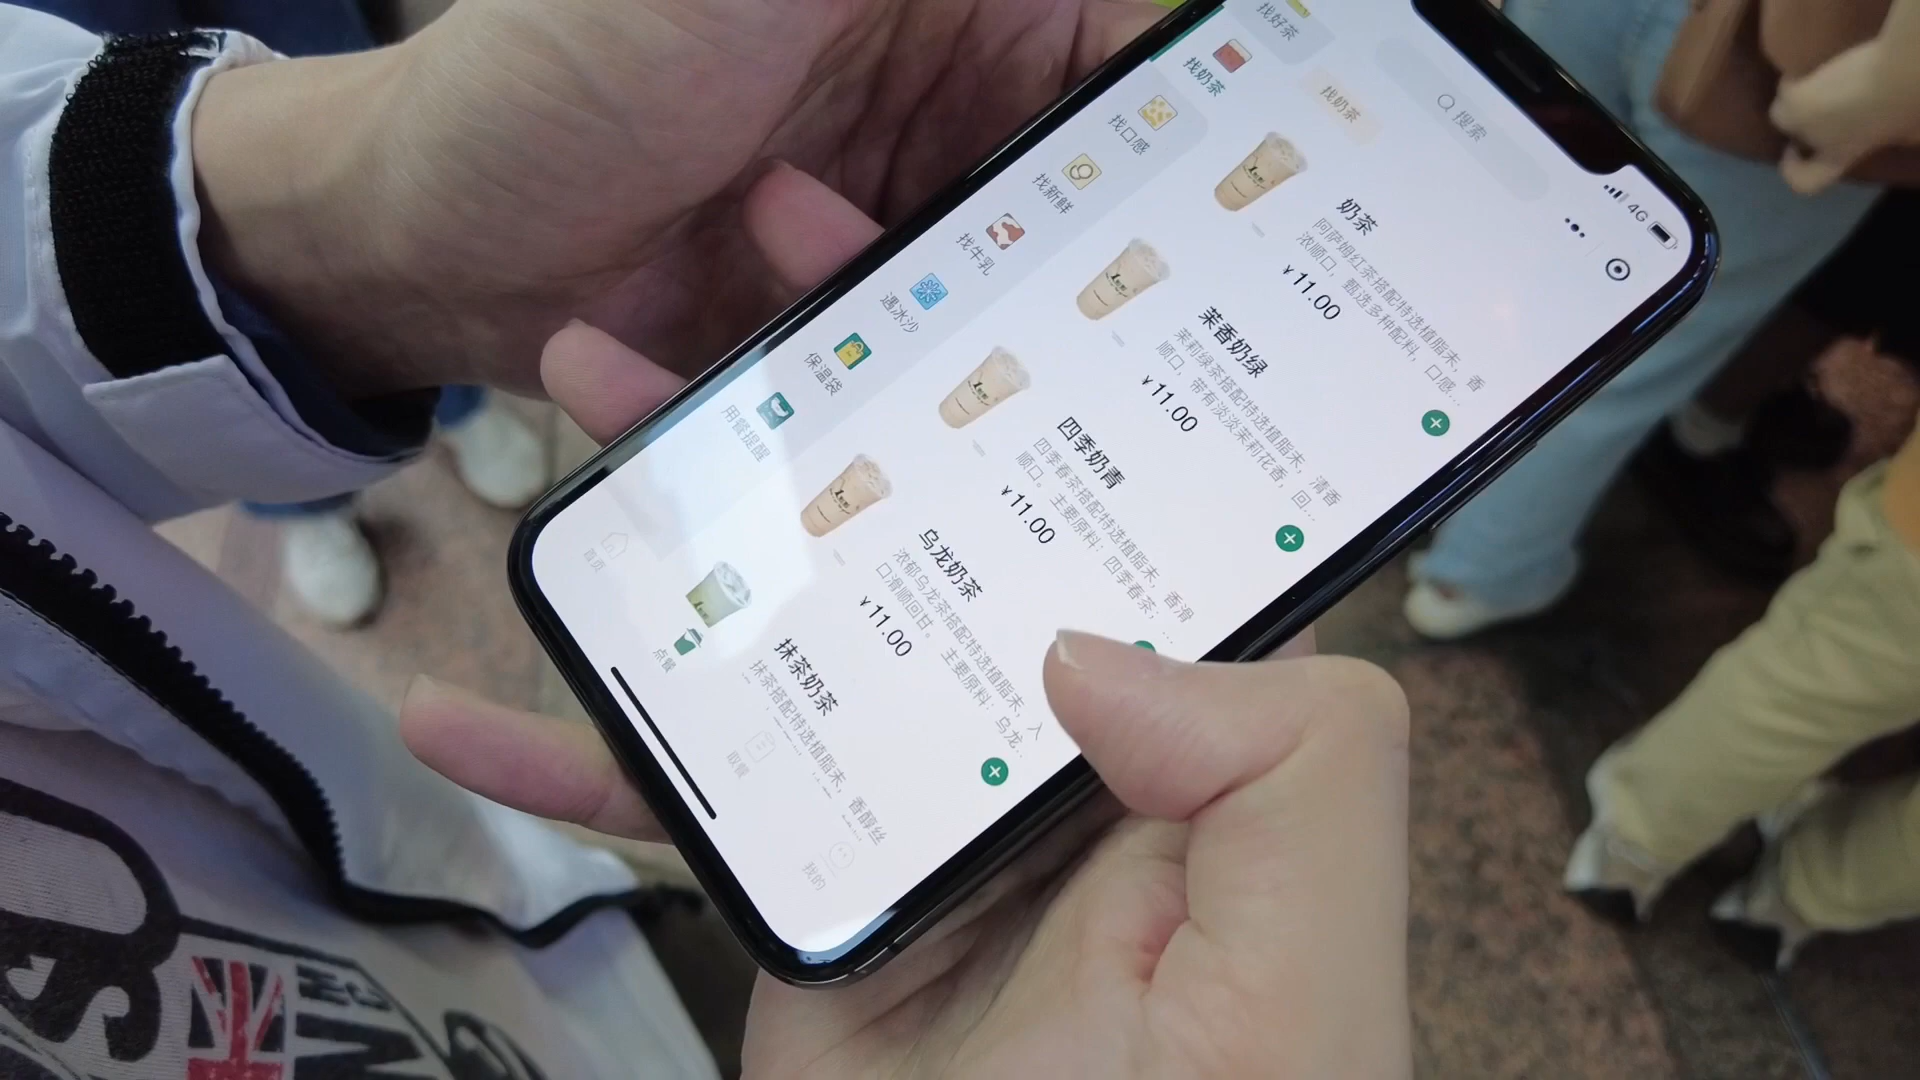 4G
搜索
找好茶
找奶茶
找口感
找新鲜
找牛乳
遇冰沙
保温袋
用餐提醒
找奶茶
奶茶
阿萨姆红茶搭配特选植脂末，香
浓顺口，甄选多种配料，口感...
¥11.00
茉香奶绿
茉莉绿茶搭配特选植脂末，清香
顺口，带有淡淡茉莉花香，回...
¥11.00
四季奶青
四季春茶搭配特选植脂末，香滑
顺口。主要原料：四季春茶；...
¥11.00
乌龙奶茶
浓郁乌龙茶搭配特选植脂末，入
口滑顺回甘。主要原料：乌龙...
¥11.00
抹茶奶茶
抹茶搭配特选植脂末，香醇丝
首页
点餐
取餐
我的